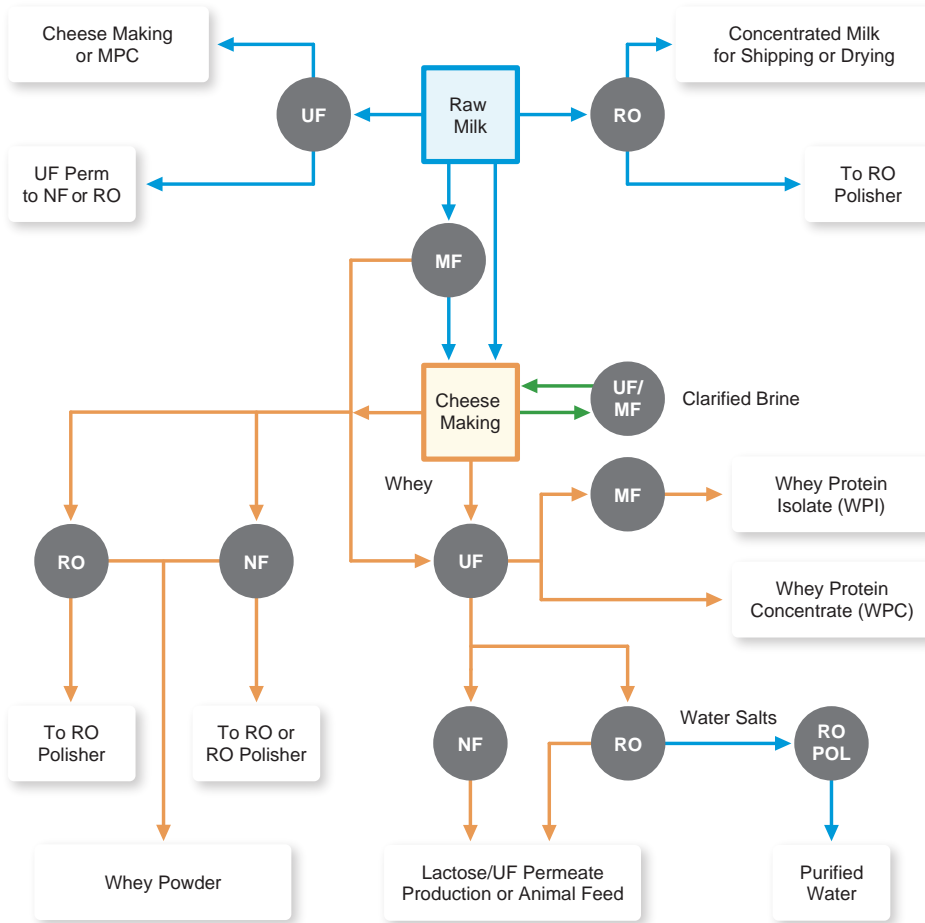 Cheese Making
or MPC
Concentrated Milk
for Shipping or Drying
UF
Raw
Milk
RO
UF Perm
to NF or RO
To RO
Polisher
MF
Cheese
Making
UF/
MF
Clarified Brine
Whey
MF
Whey Protein
Isolate (WPI)
RO
NF
UF
Whey Protein
Concentrate (WPC)
To RO
Polisher
To RO or
RO Polisher
NF
RO
Water Salts
RO
POL
Whey Powder
Lactose/UF Permeate
Production or Animal Feed
Purified
Water